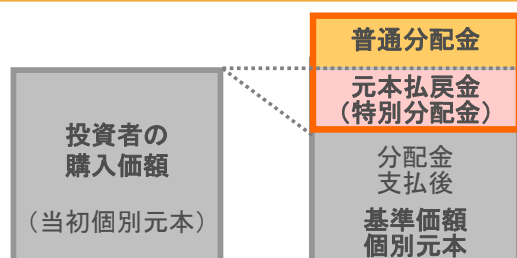 普通分配金
元本払戻金
（特別分配金）
投資者の
購入価額
（当初個別元本）
分配金
支払後
基準価額
個別元本